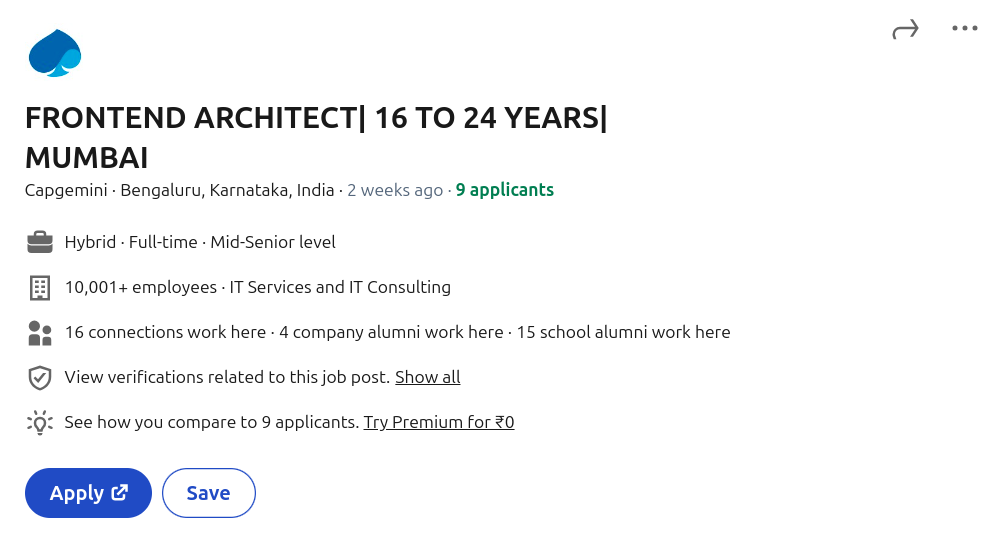 FRONTEND ARCHITECT| 16 TO 24 YEARS|
MUMBAI
Capgemini · Bengaluru, Karnataka, India · 2 weeks ago · 9 applicants
Hybrid · Full-time · Mid-Senior level
10,001+ employees · IT Services and IT Consulting
16 connections work here · 4 company alumni work here · 15 school alumni work here
View verifications related to this job post. Show all
See how you compare to 9 applicants. Try Premium for ₹0
Apply
Save